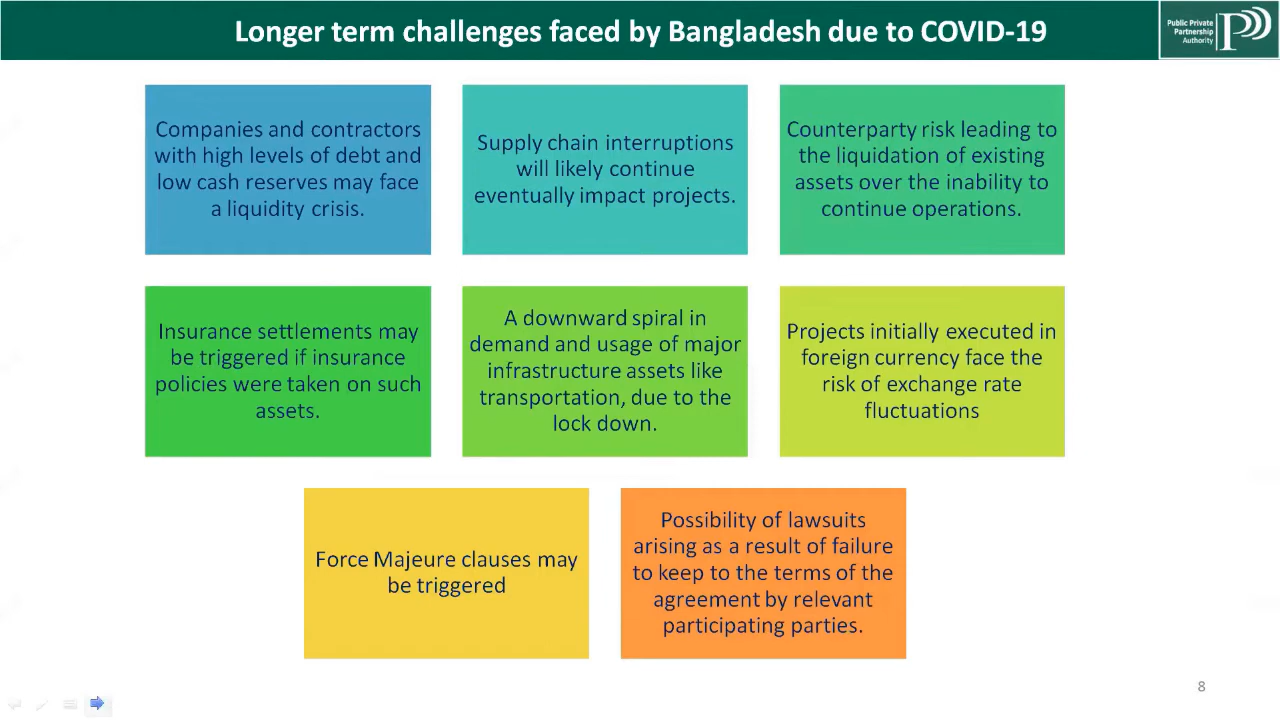 Longer term challenges faced by Bangladesh due to COVID-19
Public Private
Partnership
Authority
Companies and contractors
with high levels of debt and
low cash reserves may face
a liquidity crisis.
Supply chain interruptions
will likely continue
eventually impact projects.
Counterparty risk leading to
the liquidation of existing
assets over the inability to
continue operations.
Insurance settlements may
be triggered if insurance
policies were taken on such
assets.
A downward spiral in
demand and usage of major
infrastructure assets like
transportation, due to the
lock down.
Projects initially executed in
foreign currency face the
risk of exchange rate
fluctuations
Force Majeure clauses may
be triggered
Possibility of lawsuits
arising as a result of failure
to keep to the terms of the
agreement by relevant
participating parties.
8